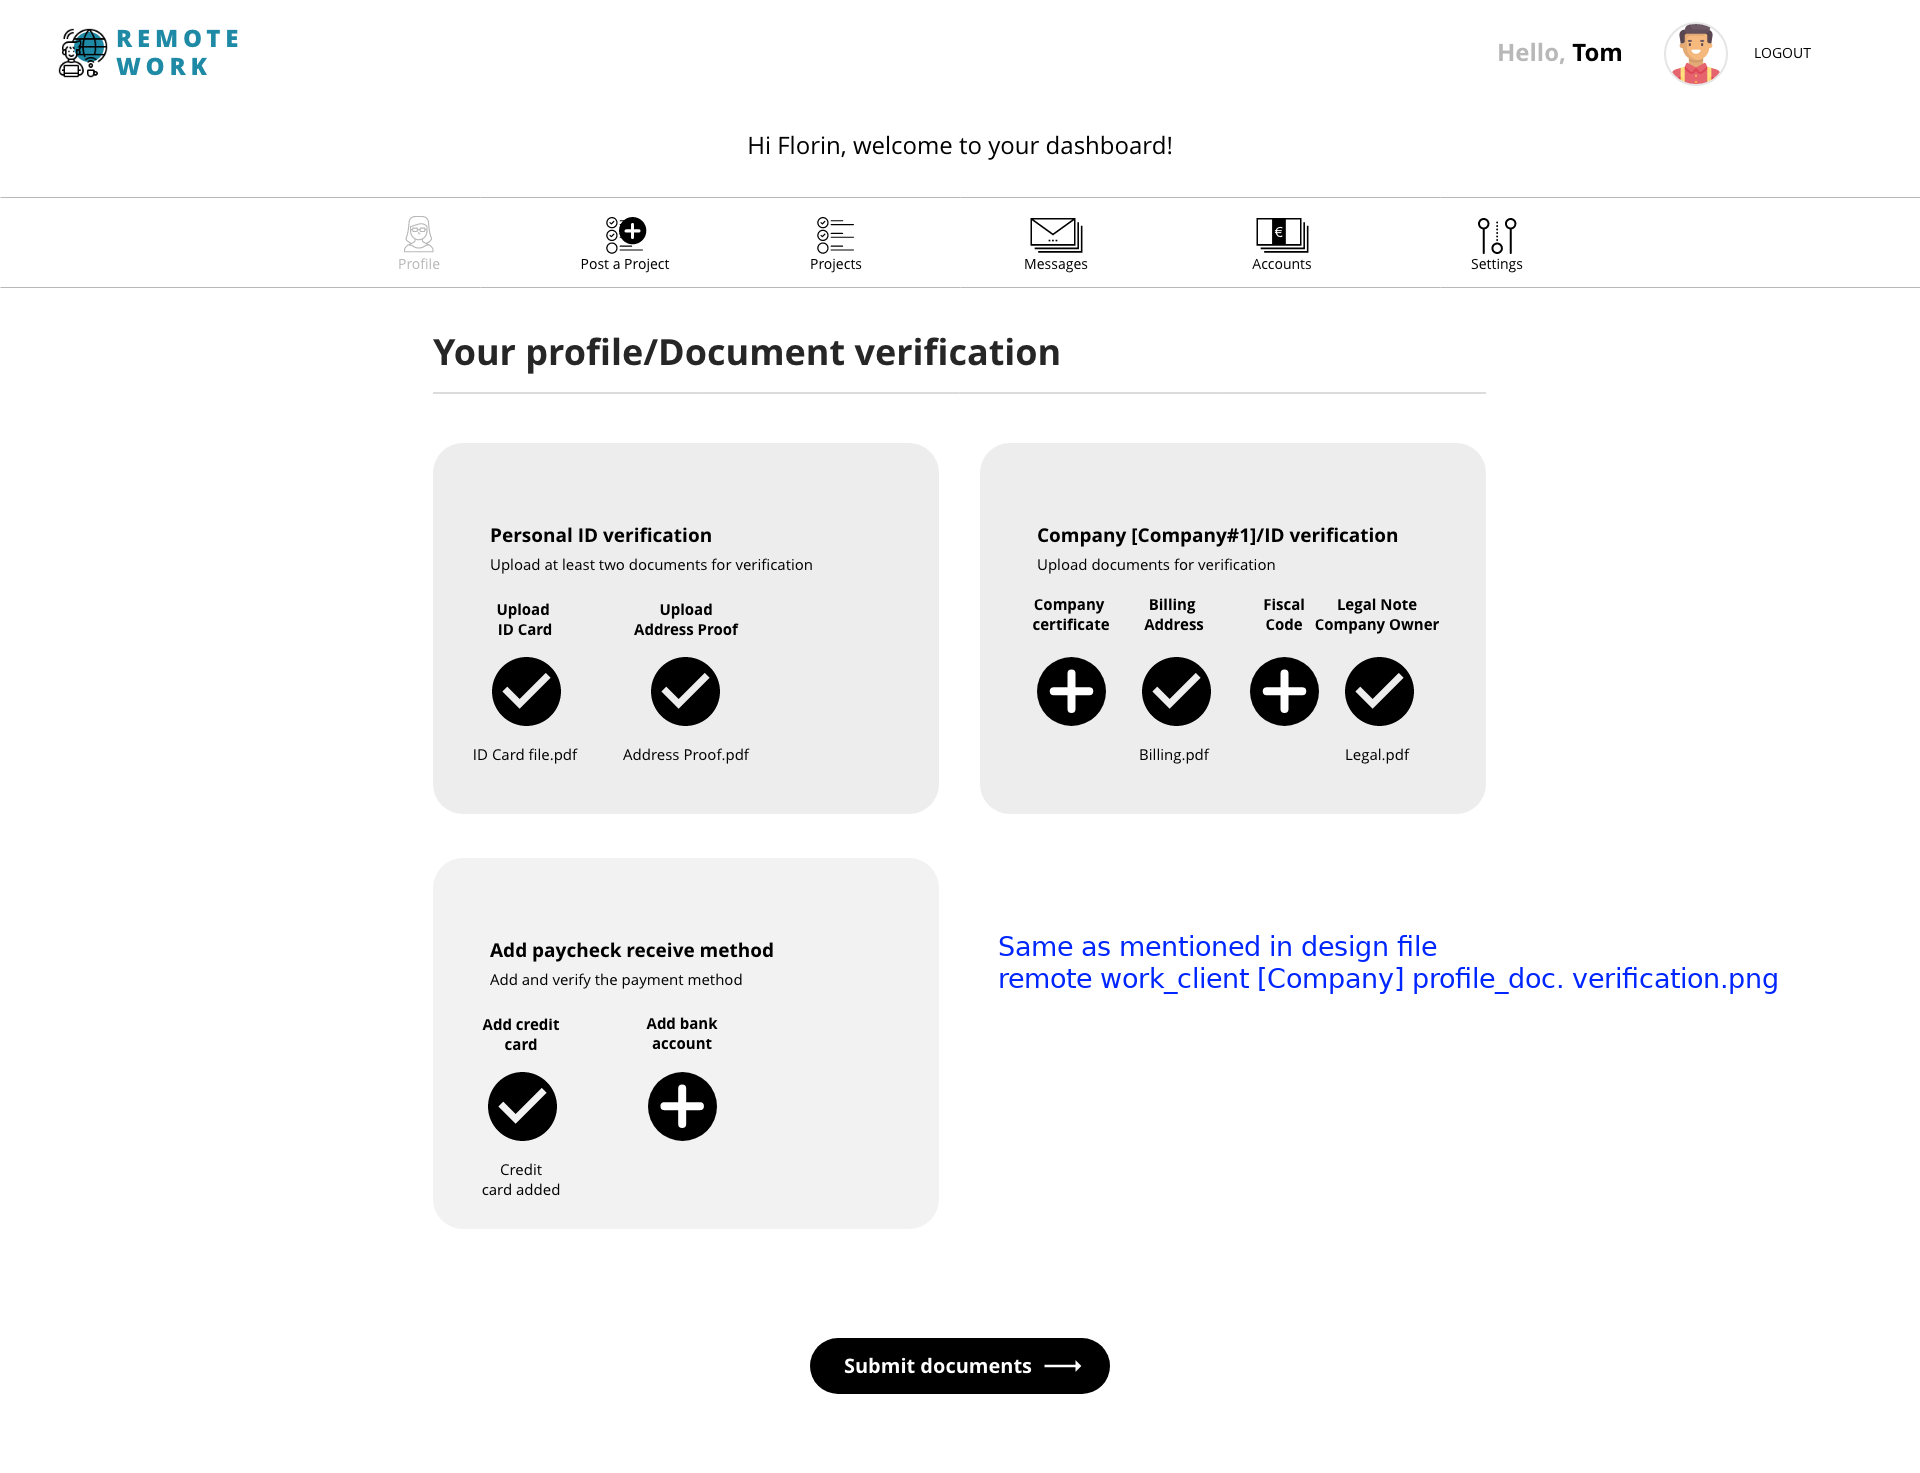 REMOTE
WORK
Hello, Tom
LOGOUT
Hi Florin, welcome to your dashboard!
Profile
Post a Project
Projects
Messages
€
Accounts
Settings
Your profile/Document verification
Personal ID verification
Upload at least two documents for verification
Upload
ID Card
Upload
Address Proof
ID Card file.pdf
Address Proof.pdf
Company [Company#1]/ID verification
Upload documents for verification
Company
certificate
Billing
Address
Fiscal
Code
Legal Note
Company Owner
Billing.pdf
Legal.pdf
Add paycheck receive method
Add and verify the payment method
Add credit
card
Add bank
account
Credit
card added
Same as mentioned in design file
remote work_client [Company] profile_doc. verification.png
Submit documents